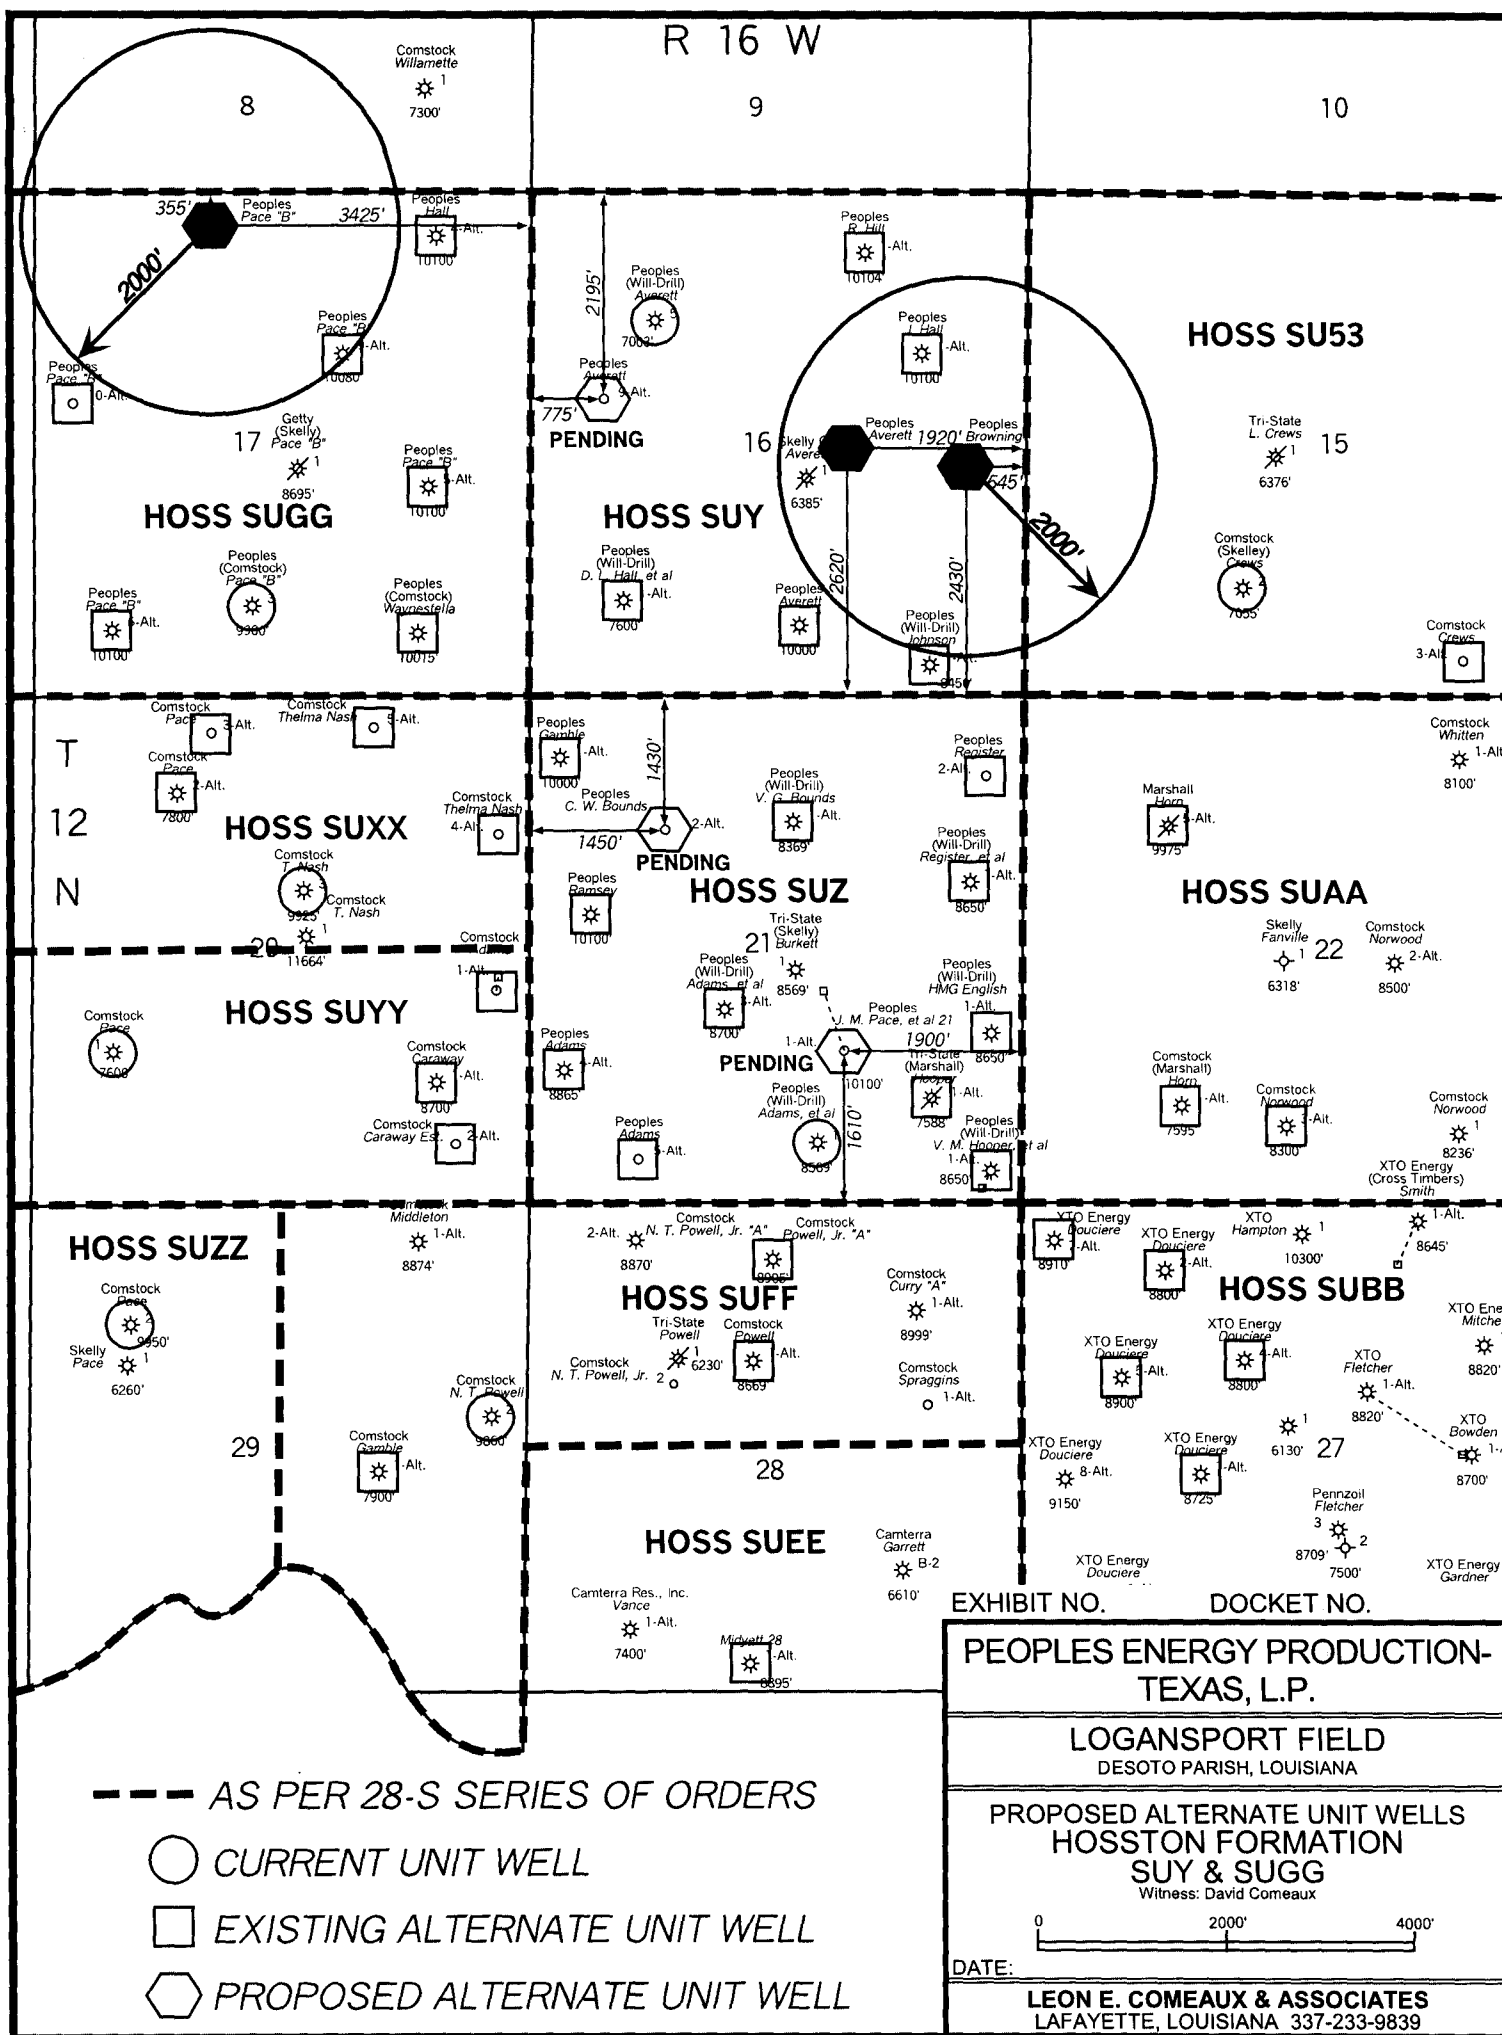 R 16 W
Comstock
Willamette
1
7300'
8
9
10
355'
Peoples
Pace "B"
3425'
2000'
Peoples
Hall
-Alt.
10100'
Peoples
Pace "B"
-Alt.
10080'
Peoples
Pace "B"
0-Alt.
Getty
(Skelly)
Pace "B"
1
8695'
17
Peoples
Pace "B"
-Alt.
10100'
HOSS SUGG
Peoples
(Comstock)
Pace "B"
9980'
Peoples
Pace "B"
-Alt.
10100'
Peoples
(Comstock)
Waynestella
10015'
2195'
Peoples
(Will-Drill)
Averett
7003'
Peoples
Averett
9-Alt.
775'
PENDING
Peoples
R. Hill
-Alt.
10104'
Peoples
-Alt.
10100'
16
Skelly
1
6385'
Peoples
Averett
1920'
Peoples
Browning
2000'
HOSS SUY
2620'
2430'
Peoples
(Will-Drill)
D. L. Hall, et al
-Alt.
7600'
Peoples
Averett
10000'
Peoples
(Will-Drill)
Johnson
HOSS SU53
Tri-State
L. Crews
1
6376'
15
Comstock
(Skelley)
Crews
7055'
Comstock
Crews
3-Alt.
T
12
N
Comstock
Pace
3-Alt.
Comstock
Thelma Nash
5-Alt.
Comstock
Pace
2-Alt.
7800'
Comstock
Thelma Nash
4-Alt.
HOSS SUXX
Comstock
T. Nash
9925'
Comstock
T. Nash
1
11664'
20
Comstock
1-Alt.
HOSS SUYY
Comstock
Pace
1
7600'
Comstock
Caraway
-Alt.
8700'
Comstock
Caraway Est.
2-Alt.
Peoples
Gamble
-Alt.
10000'
1430'
Peoples
C. W. Bounds
2-Alt.
1450'
PENDING
Peoples
(Will-Drill)
V. G. Bounds
-Alt.
8369'
Peoples
Register
2-Alt.
Peoples
(Will-Drill)
Register, et al
-Alt.
8650'
HOSS SUZ
Peoples
Ramsey
10100'
21
Tri-State
(Skelly)
Burkett
1
8569'
Peoples
(Will-Drill)
Adams, et al
-Alt.
8700'
Peoples
(Will-Drill)
HMG English
1-Alt.
8650'
Peoples
J. M. Pace, et al 21
1-Alt.
1900'
PENDING
10100'
Peoples
Adams
-Alt.
8865'
Tri-State
(Marshall)
Hooper
1-Alt.
7588'
Peoples
(Will-Drill)
Adams, et al
8569'
1610'
Peoples
Adams
5-Alt.
Peoples
(Will-Drill)
V. M. Hooper, et al
1-Alt.
8650'
Comstock
Whitten
1-Alt
8100'
Marshall
Horn
-Alt.
9975'
HOSS SUAA
Skelly
Fanville
1
6318'
22
Comstock
Norwood
2-Alt.
8500'
Comstock
(Marshall)
Horn
-Alt.
7595'
Comstock
Norwood
-Alt.
8300'
Comstock
Norwood
1
8236'
XTO Energy
(Cross Timbers)
Smith
1-Alt.
8645'
Middleton
1-Alt.
8874'
HOSS SUZZ
Comstock
Pace
2
9950'
Skelly
Pace
1
6260'
Comstock
N. T. Powell
2
9860'
29
Comstock
Gamble
-Alt.
7900'
2-Alt.
Comstock
N. T. Powell, Jr. "A"
8870'
Comstock
Powell, Jr. "A"
HOSS SUFF
Comstock
Curry "A"
1-Alt.
8999'
Tri-State
Powell
1
6230'
Comstock
Powell
-Alt.
8669'
Comstock
N. T. Powell, Jr.
2
Comstock
Spraggins
1-Alt.
28
HOSS SUEE
Camterra
Garrett
B-2
6610'
Camterra Res., Inc.
Vance
1-Alt.
7400'
Midyett 28
-Alt.
8895'
XTO Energy
Douciere
-Alt.
8910'
XTO Energy
Douciere
2-Alt.
8800'
XTO
Hampton
1
10300'
HOSS SUBB
XTO Energy
Douciere
-Alt.
8900'
XTO Energy
Douciere
-Alt.
8800'
XTO
Fletcher
1-Alt.
8820'
XTO Ene
Mitche
8820'
XTO
Bowden
8700'
1
6130'
27
XTO Energy
Douciere
8-Alt.
9150'
XTO Energy
Douciere
-Alt.
8725'
Pennzoil
Fletcher
3
8709'
2
7500'
XTO Energy
Douciere
XTO Energy
Gardner
EXHIBIT NO. DOCKET NO.
PEOPLES ENERGY PRODUCTION-
TEXAS, L.P.
LOGANSPORT FIELD
DESOTO PARISH, LOUISIANA
PROPOSED ALTERNATE UNIT WELLS
HOSSTON FORMATION
SUY & SUGG
Witness: David Comeaux
0 2000' 4000'
DATE:
LEON E. COMEAUX & ASSOCIATES
LAFAYETTE, LOUISIANA 337-233-9839
AS PER 28-S SERIES OF ORDERS
CURRENT UNIT WELL
EXISTING ALTERNATE UNIT WELL
PROPOSED ALTERNATE UNIT WELL